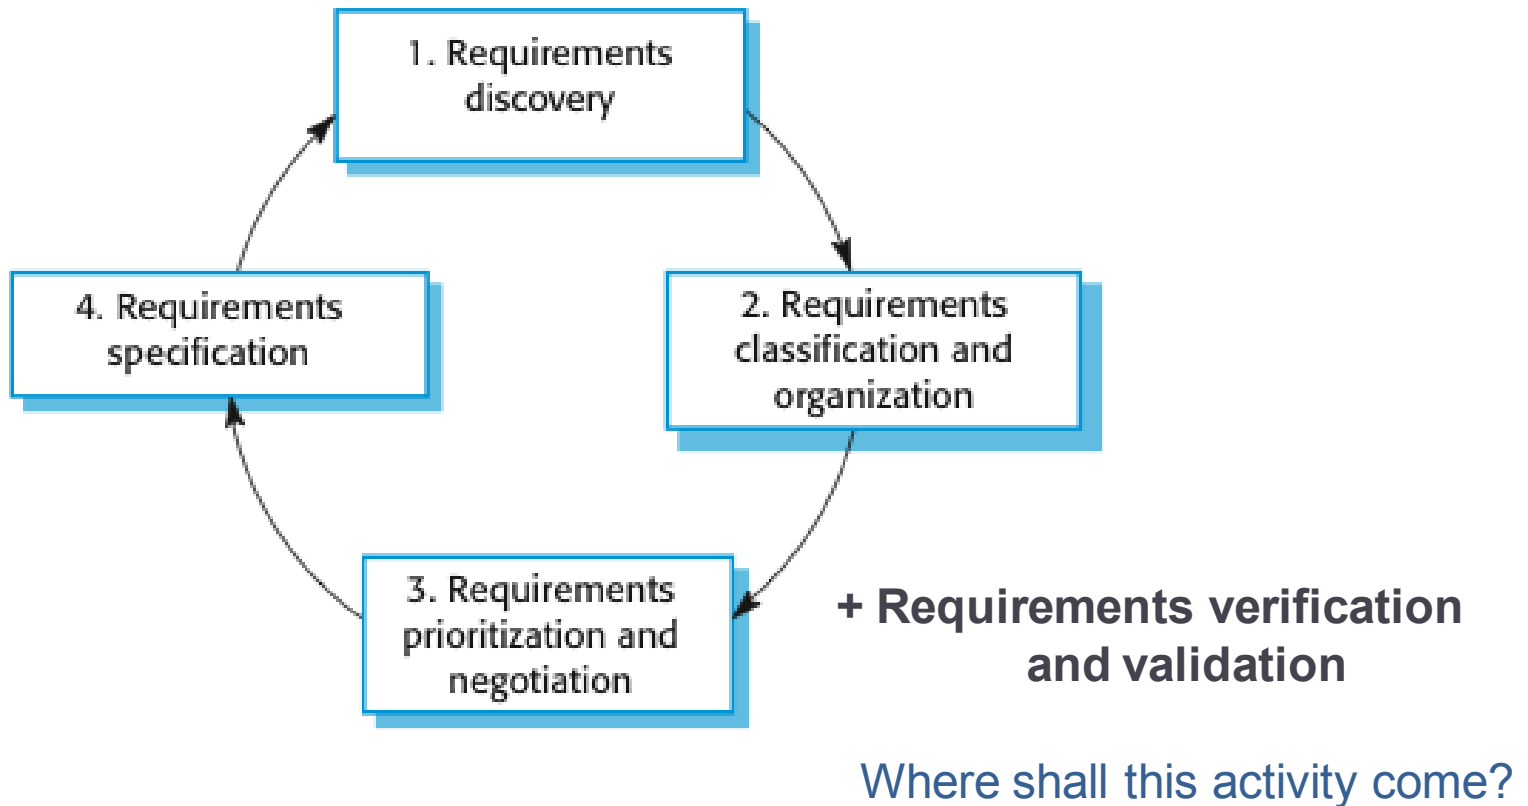 1. Requirements
discovery
4. Requirements
specification
2. Requirements
classification and
organization
3. Requirements
prioritization and
negotiation
+ Requirements verification
and validation
Where shall this activity come?